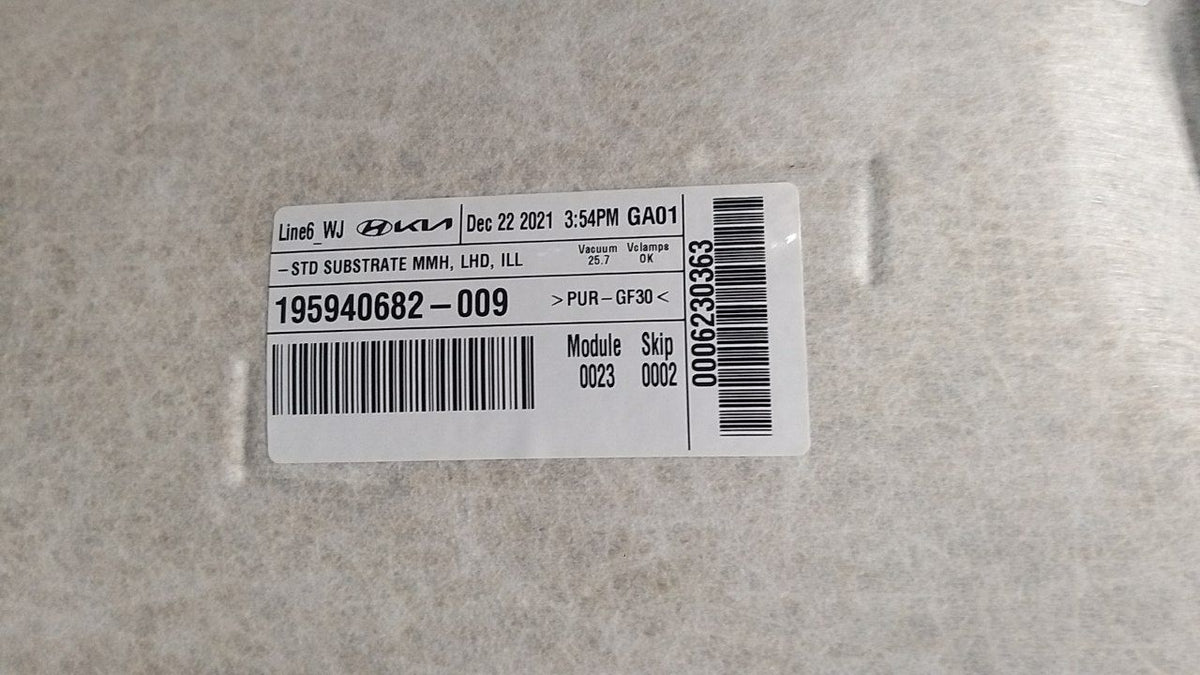 Line6_WJ KIA Dec 22 2021 3:54PM GA01
-STD SUBSTRATE MMH, LHD, ILL
Vacuum Vclamps
25.7 OK
195940682-009 >PUR-GF30<
Module Skip
0023 0002
0006230363